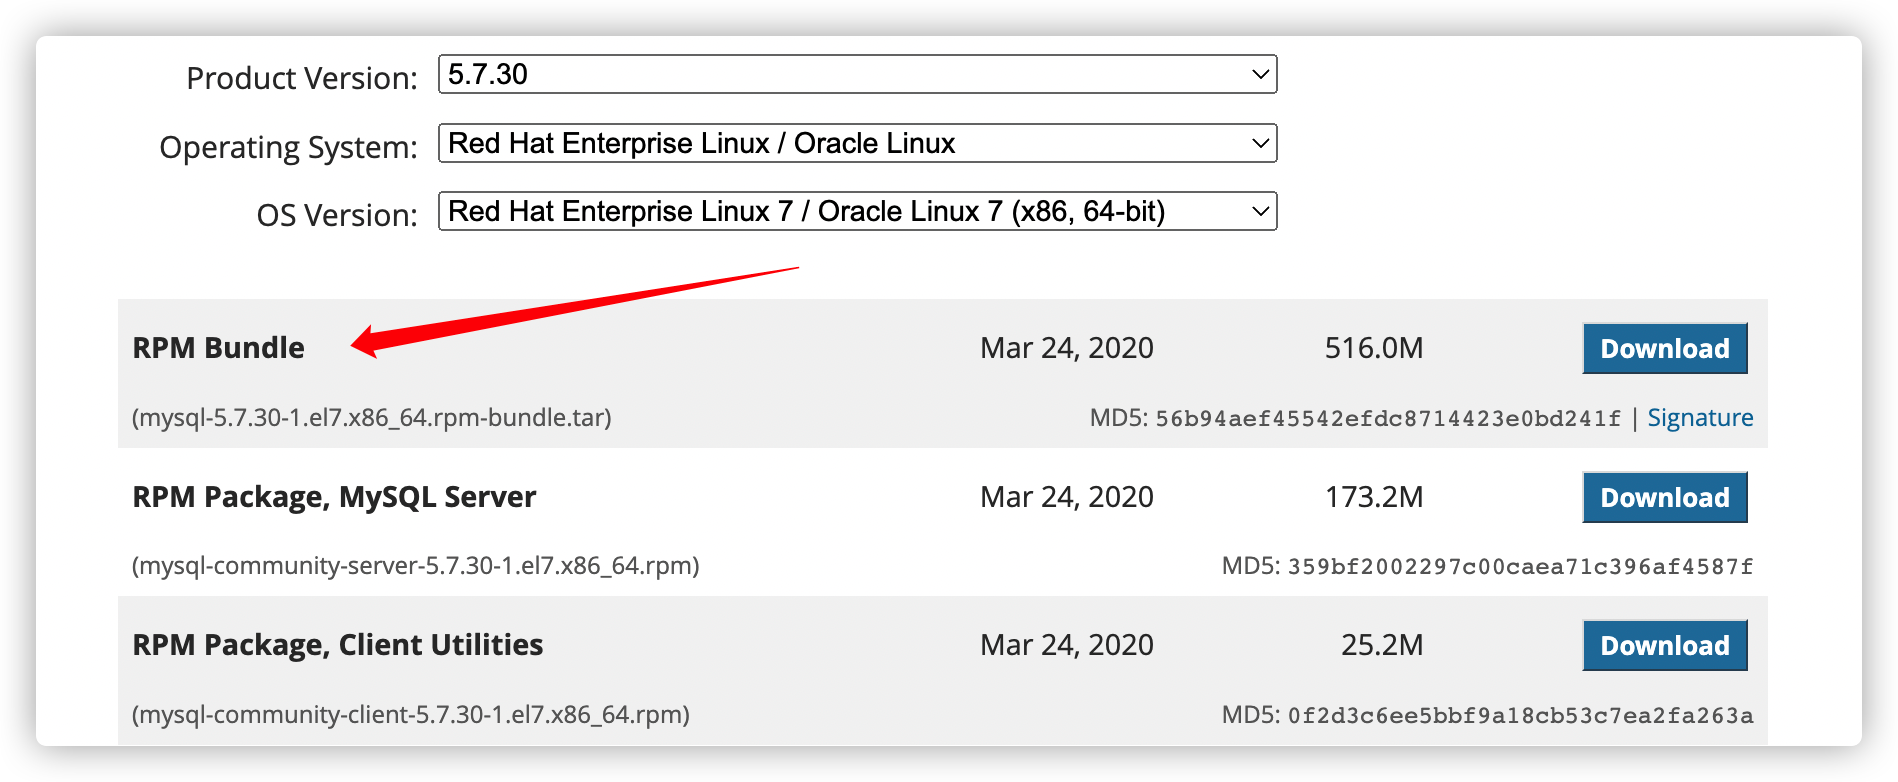 Product Version: 5.7.30
Operating System: Red Hat Enterprise Linux / Oracle Linux
OS Version: Red Hat Enterprise Linux 7 / Oracle Linux 7 (x86, 64-bit)
RPM Bundle Mar 24, 2020 516.0M Download
(mysql-5.7.30-1.el7.x86_64.rpm-bundle.tar) MD5: 56b94aef45542efdc8714423e0bd241f | Signature
RPM Package, MySQL Server Mar 24, 2020 173.2M Download
(mysql-community-server-5.7.30-1.el7.x86_64.rpm) MD5: 359bf2002297c00caea71c396af4587f
RPM Package, Client Utilities Mar 24, 2020 25.2M Download
(mysql-community-client-5.7.30-1.el7.x86_64.rpm) MD5: 0f2d3c6ee5bbf9a18cb53c7ea2fa263a